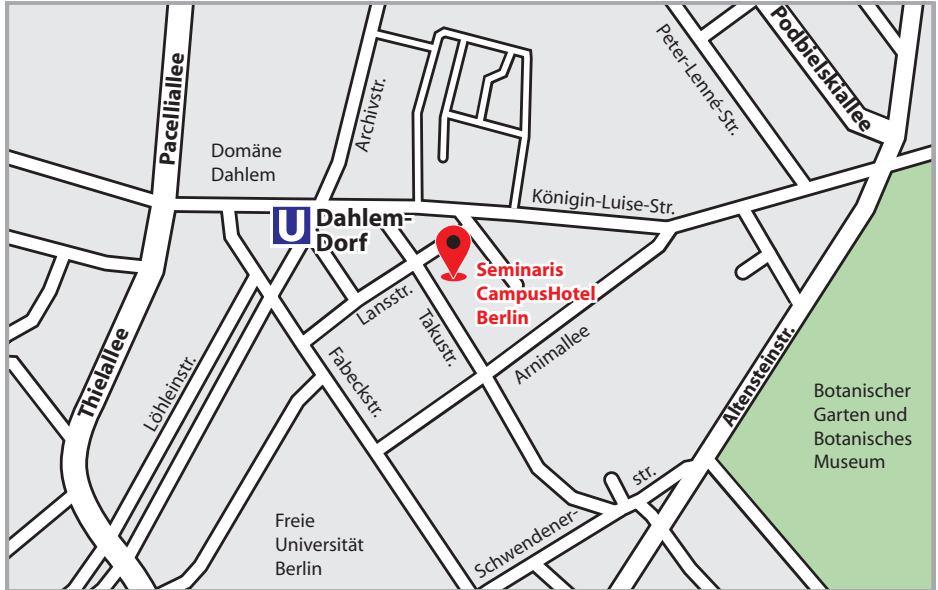 Pacelliallee
Archivstr.
Peter-Lenné-Str.
Podbielskiallee
Domäne
Dahlem
Königin-Luise-Str.
U
Dahlem-
Dorf
Seminaris
CampusHotel
Berlin
Lansstr.
Takustr.
Arnimallee
Thielallee
Löhleinstr.
Fabeckstr.
Altensteinstr.
Botanischer
Garten und
Botanisches
Museum
Schwendener-
str.
Freie
Universität
Berlin